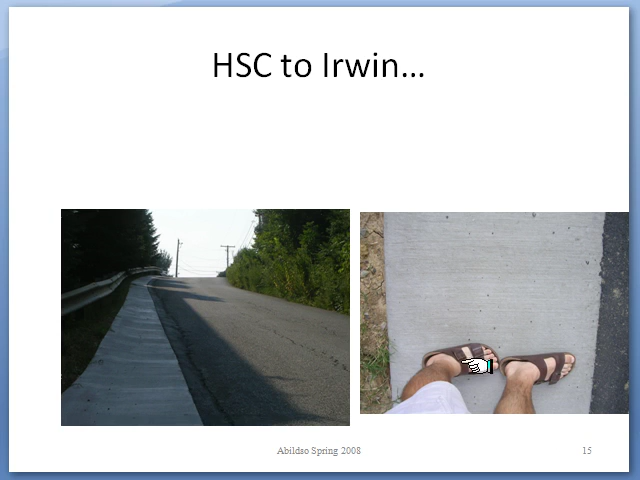 HSC to Irwin…
Abildso Spring 2008
15